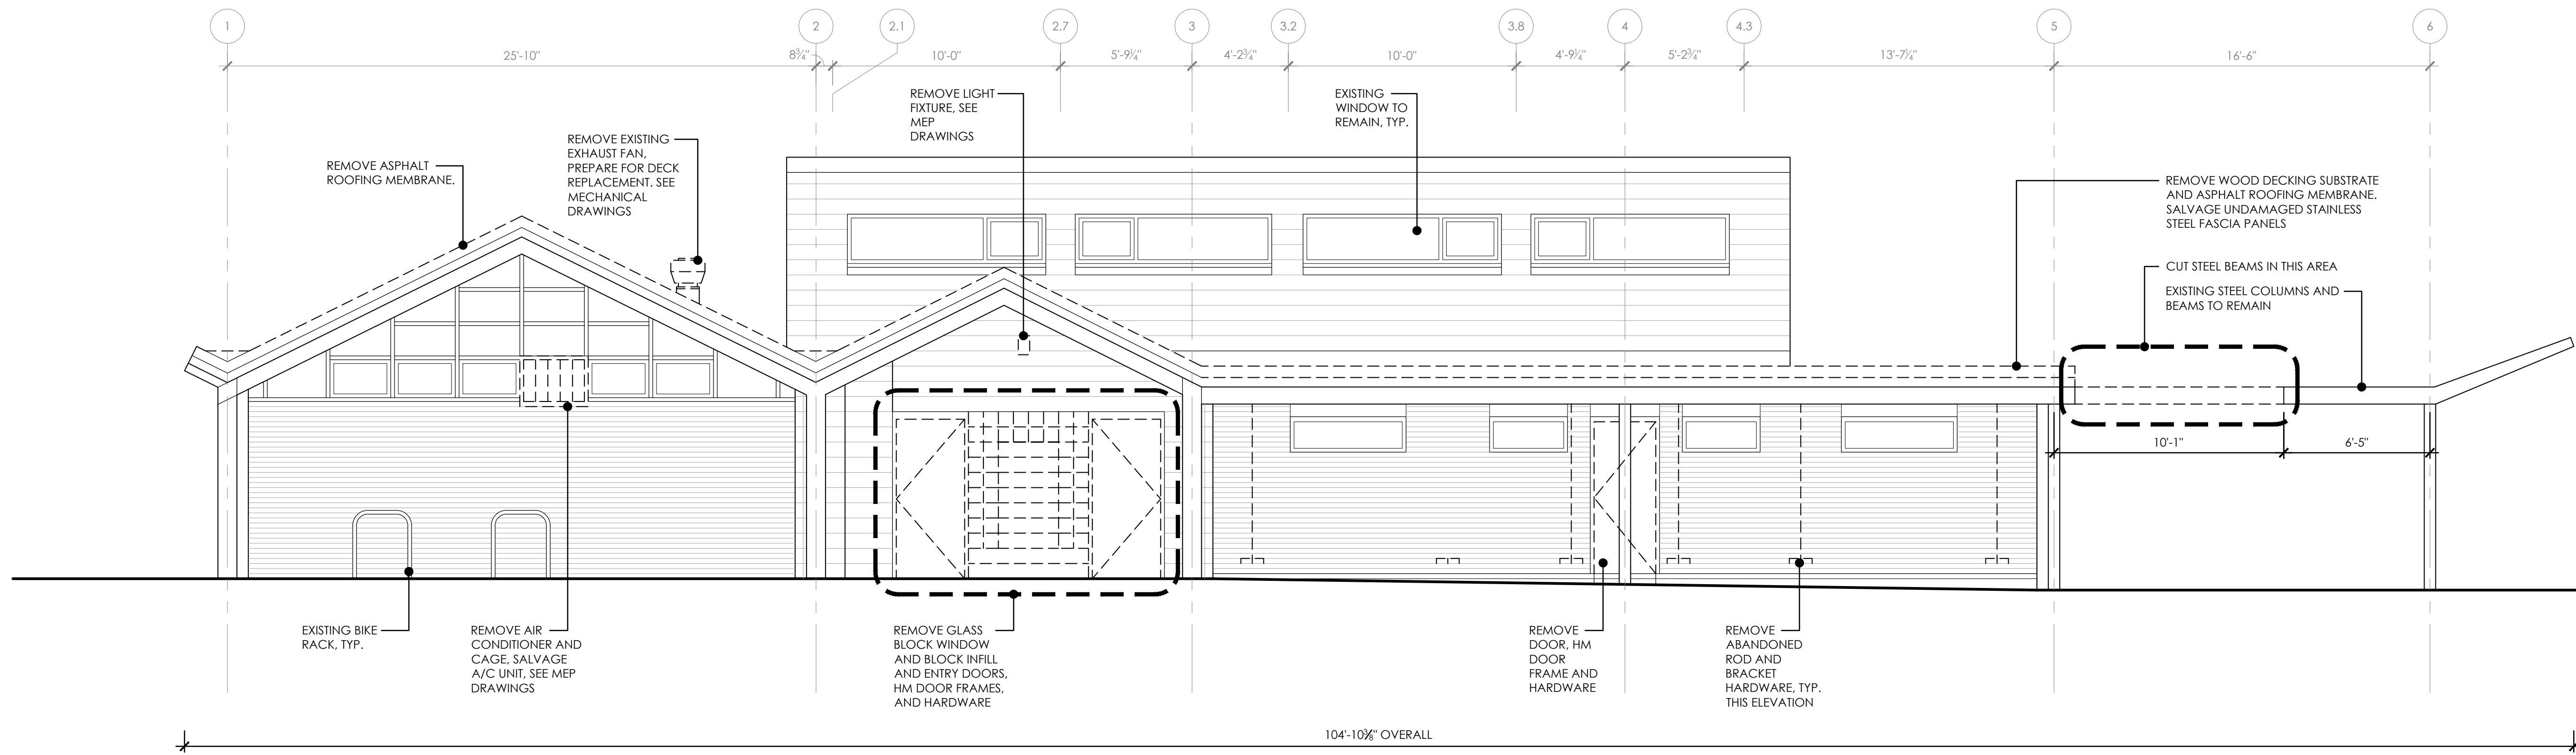 1
2
2.1
2.7
3
3.2
3.8
4
4.3
5
6
25'-10"
8¾"
10'-0"
5'-9¼"
4'-2¾"
10'-0"
4'-9¼"
5'-2¾"
13'-7¼"
16'-6"
REMOVE ASPHALT
ROOFING MEMBRANE.
REMOVE EXISTING
EXHAUST FAN,
PREPARE FOR DECK
REPLACEMENT. SEE
MECHANICAL
DRAWINGS
REMOVE LIGHT
FIXTURE, SEE
MEP
DRAWINGS
EXISTING
WINDOW TO
REMAIN, TYP.
REMOVE WOOD DECKING SUBSTRATE
AND ASPHALT ROOFING MEMBRANE.
SALVAGE UNDAMAGED STAINLESS
STEEL FASCIA PANELS
CUT STEEL BEAMS IN THIS AREA
EXISTING STEEL COLUMNS AND
BEAMS TO REMAIN
10'-1"
6'-5"
EXISTING BIKE
RACK, TYP.
REMOVE AIR
CONDITIONER AND
CAGE, SALVAGE
A/C UNIT, SEE MEP
DRAWINGS
REMOVE GLASS
BLOCK WINDOW
AND BLOCK INFILL
AND ENTRY DOORS,
HM DOOR FRAMES,
AND HARDWARE
REMOVE
DOOR, HM
DOOR
FRAME AND
HARDWARE
REMOVE
ABANDONED
ROD AND
BRACKET
HARDWARE, TYP.
THIS ELEVATION
104'-10⅝" OVERALL